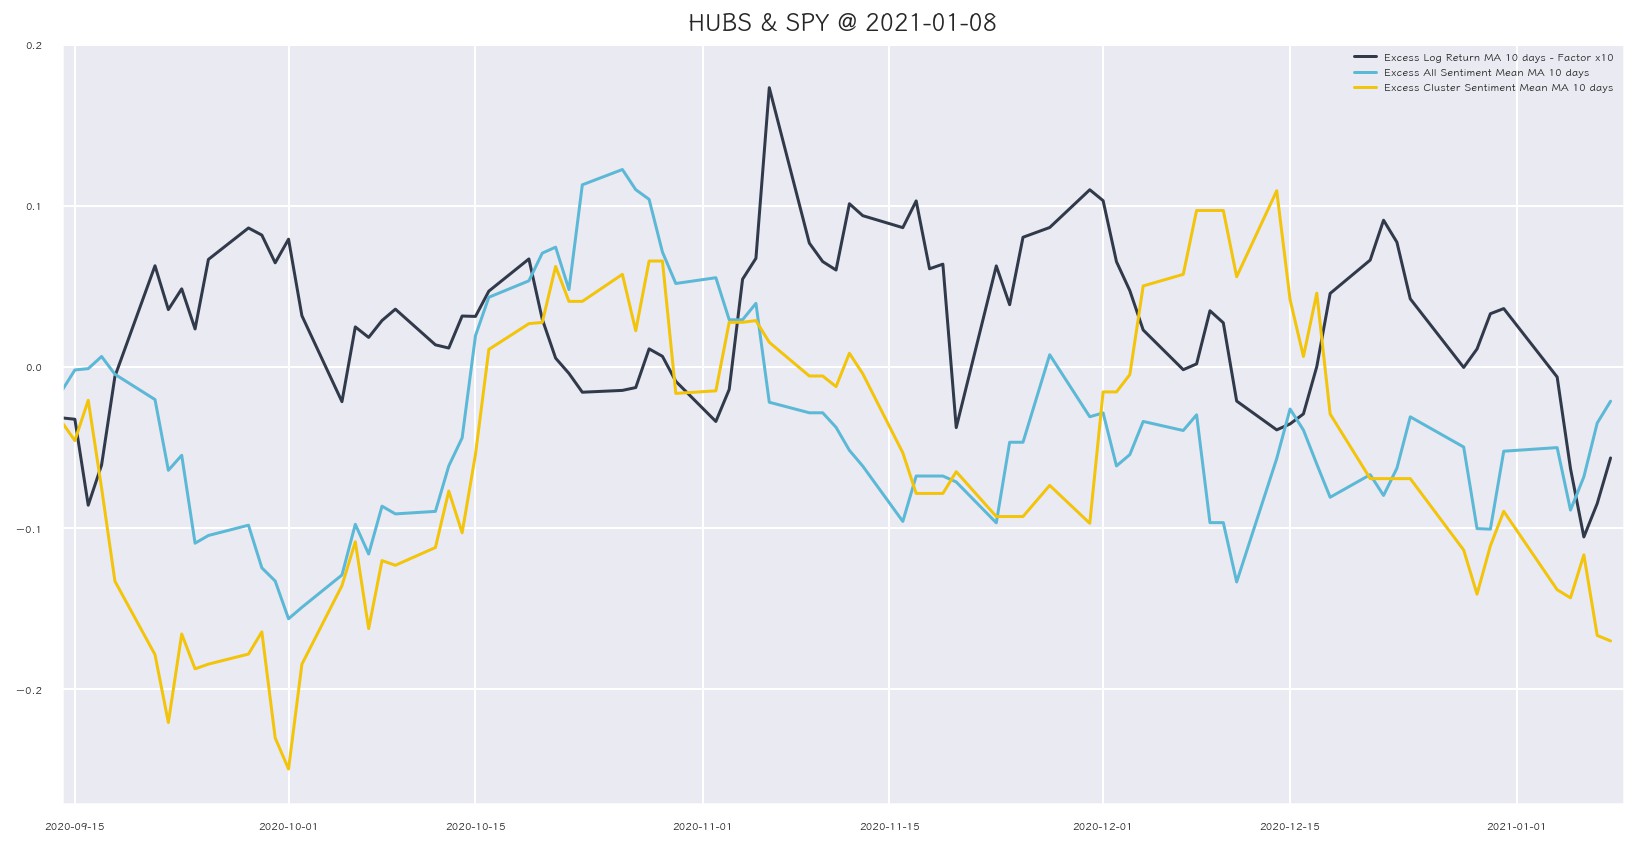 HUBS & SPY @ 2021-01-08
0.2
0.1
0.0
−0.1
−0.2
Excess Log Return MA 10 days - Factor x10
Excess All Sentiment Mean MA 10 days
Excess Cluster Sentiment Mean MA 10 days
2020-09-15 2020-10-01 2020-10-15 2020-11-01 2020-11-15 2020-12-01 2020-12-15 2021-01-01